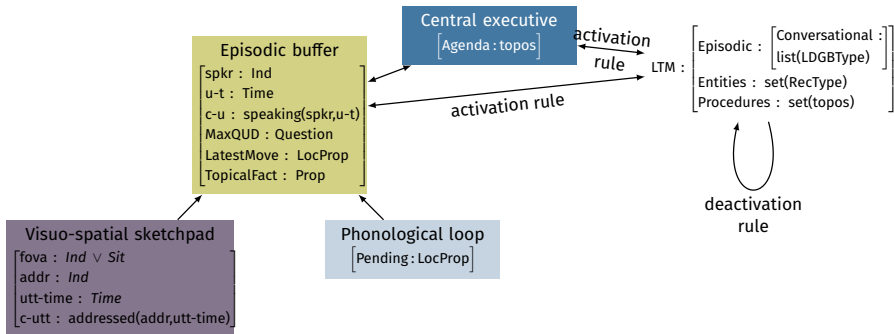 Central executive
[Agenda : topos]
Episodic buffer
spkr : Ind
u-t : Time
c-u : speaking(spkr,u-t)
MaxQUD : Question
LatestMove : LocProp
TopicalFact : Prop
activation
rule
activation rule
LTM :
Episodic : [Conversational :
list(LDGBType)]
Entities : set(RecType)
Procedures : set(topos)
deactivation
rule
Visuo-spatial sketchpad
fova : Ind ∨ Sit
addr : Ind
utt-time : Time
c-utt : addressed(addr,utt-time)
Phonological loop
[Pending : LocProp]